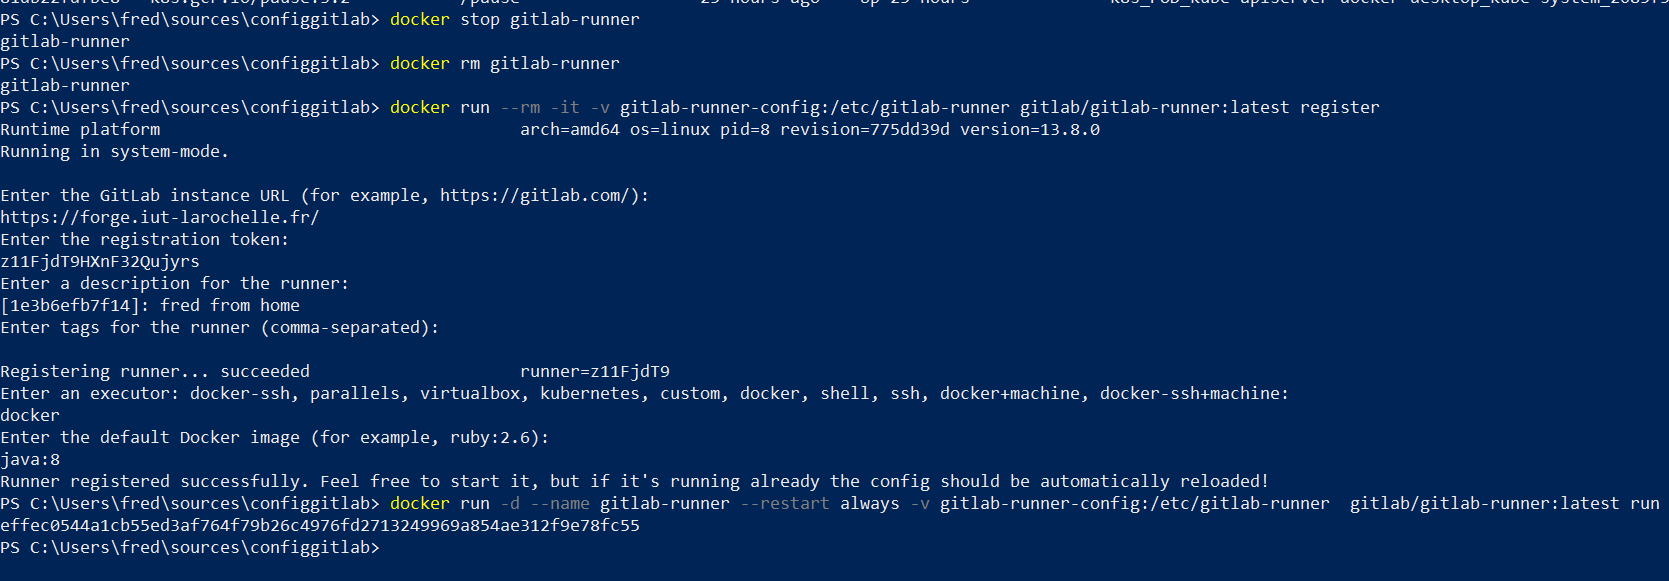 PS C:\Users\fred\sources\configgitlab> docker stop gitlab-runner
gitlab-runner
PS C:\Users\fred\sources\configgitlab> docker rm gitlab-runner
gitlab-runner
PS C:\Users\fred\sources\configgitlab> docker run --rm -it -v gitlab-runner-config:/etc/gitlab-runner gitlab/gitlab-runner:latest register
Runtime platform                                    arch=amd64 os=linux pid=8 revision=775dd39d version=13.8.0
Running in system-mode.
Enter the GitLab instance URL (for example, https://gitlab.com/):
https://forge.iut-larochelle.fr/
Enter the registration token:
z11FjdT9HXnF32Qujyrs
Enter a description for the runner:
[1e3b6efb7f14]: fred from home
Enter tags for the runner (comma-separated):
Registering runner... succeeded                     runner=z11FjdT9
Enter an executor: docker-ssh, parallels, virtualbox, kubernetes, custom, docker, shell, ssh, docker+machine, docker-ssh+machine:
docker
Enter the default Docker image (for example, ruby:2.6):
java:8
Runner registered successfully. Feel free to start it, but if it's running already the config should be automatically reloaded!
PS C:\Users\fred\sources\configgitlab> docker run -d --name gitlab-runner --restart always -v gitlab-runner-config:/etc/gitlab-runner  gitlab/gitlab-runner:latest run
effec0544a1cb55ed3af764f79b26c4976fd2713249969a854ae312f9e78fc55
PS C:\Users\fred\sources\configgitlab>